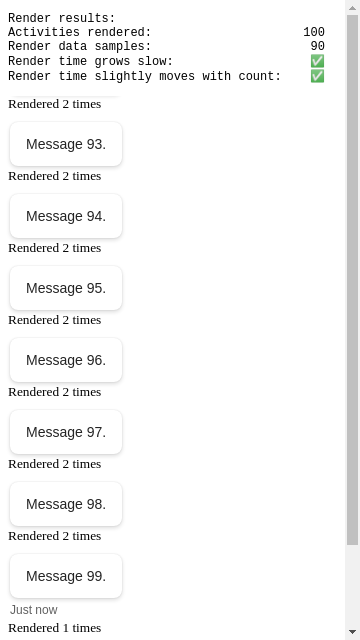 Render results:
Activities rendered: 100
Render data samples: 90
Render time grows slow: ✅
Render time slightly moves with count: ✅
Rendered 2 times
Message 93.
Rendered 2 times
Message 94.
Rendered 2 times
Message 95.
Rendered 2 times
Message 96.
Rendered 2 times
Message 97.
Rendered 2 times
Message 98.
Rendered 2 times
Message 99.
Just now
Rendered 1 times